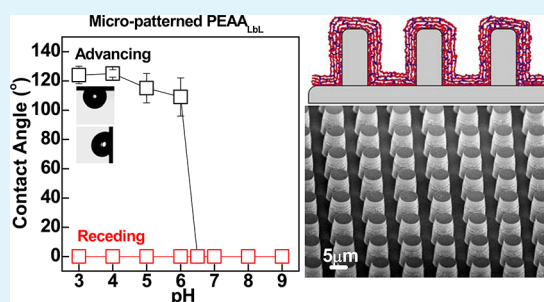 Micro-patterned PEAA LbL
Contact Angle (°)
140
120
100
80
60
40
20
0
Advancing
Receding
3 4 5 6 7 8 9
pH
5μm